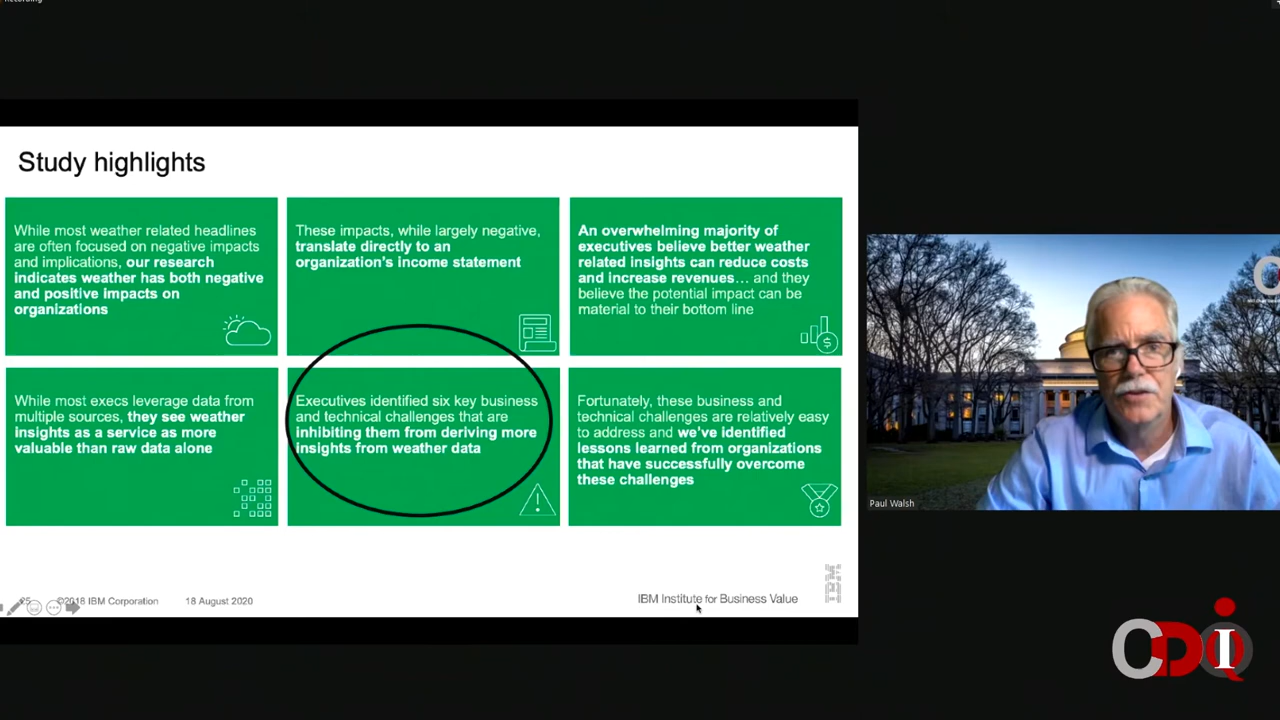 Recording
Study highlights
While most weather related headlines
are often focused on negative impacts
and implications, our research
indicates weather has both negative
and positive impacts on
organizations
These impacts, while largely negative,
translate directly to an
organization's income statement
An overwhelming majority of
executives believe better weather
related insights can reduce costs
and increase revenues... and they
believe the potential impact can be
material to their bottom line
While most execs leverage data from
multiple sources, they see weather
insights as a service as more
valuable than raw data alone
Executives identified six key business
and technical challenges that are
inhibiting them from deriving more
insights from weather data
Fortunately, these business and
technical challenges are relatively easy
to address and we've identified
lessons learned from organizations
that have successfully overcome
these challenges
©2018 IBM Corporation
18 August 2020
IBM Institute for Business Value
IBM
Paul Walsh
CDIQ